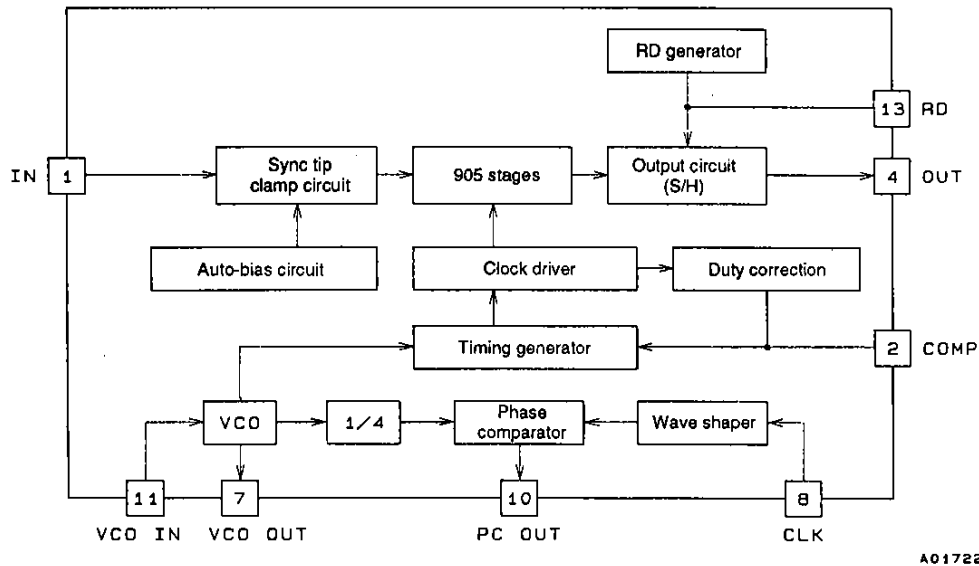 RD generator
13 RD
IN 1
Sync tip
clamp circuit
905 stages
Output circuit
(S/H)
4 OUT
Auto-bias circuit
Clock driver
Duty correction
Timing generator
2 COMP
VCO
1/4
Phase
comparator
Wave shaper
11
7
10
8
VCO IN
VCO OUT
PC OUT
CLK
A01722